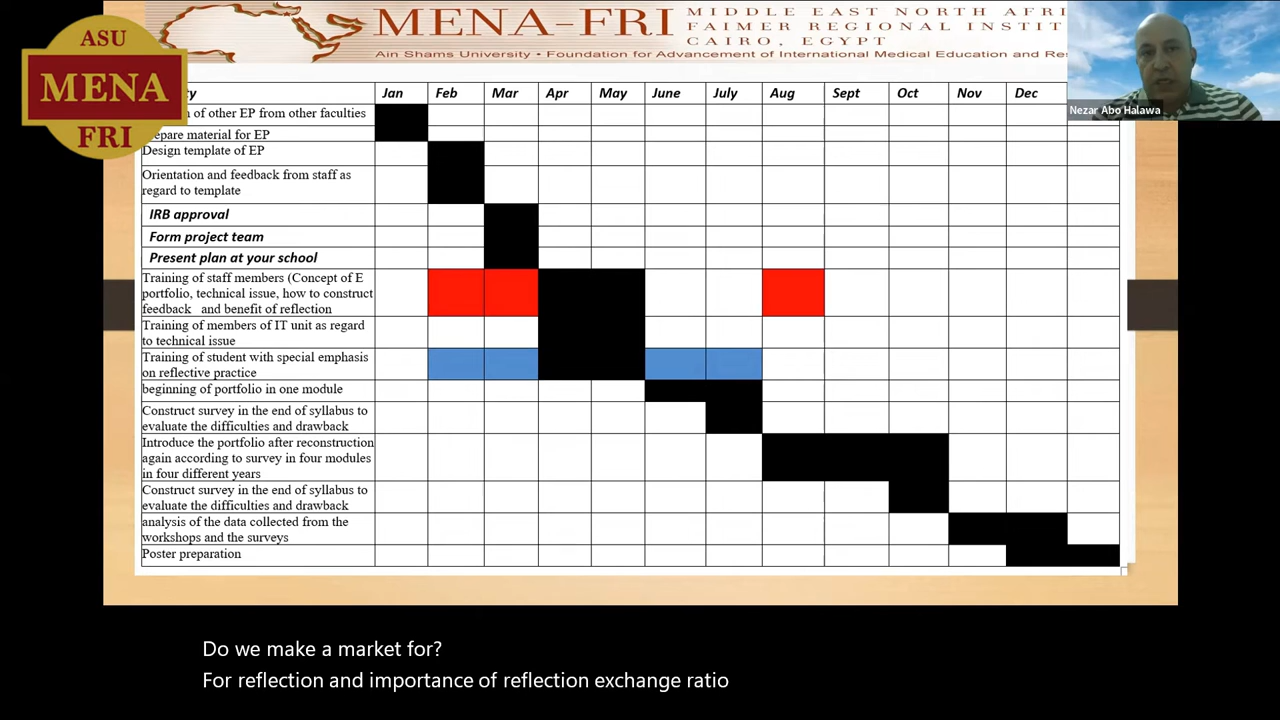 ASU
MENA
FRI
MENA-FRI
MIDDLE EAST NORTH AFRI
FAIMER REGIONAL INSTIT
CAIRO, EGYPT
Ain Shams University • Foundation for Advancement of International Medical Education and Res
Nezar Abo Halawa
Jan Feb Mar Apr May June July Aug Sept Oct Nov Dec
of other EP from other faculties
epare material for EP
Design template of EP
Orientation and feedback from staff as
regard to template
IRB approval
Form project team
Present plan at your school
Training of staff members (Concept of E
portfolio, technical issue, how to construct
feedback and benefit of reflection
Training of members of IT unit as regard
to technical issue
Training of student with special emphasis
on reflective practice
beginning of portfolio in one module
Construct survey in the end of syllabus to
evaluate the difficulties and drawback
Introduce the portfolio after reconstruction
again according to survey in four modules
in four different years
Construct survey in the end of syllabus to
evaluate the difficulties and drawback
analysis of the data collected from the
workshops and the surveys
Poster preparation
Do we make a market for?
For reflection and importance of reflection exchange ratio